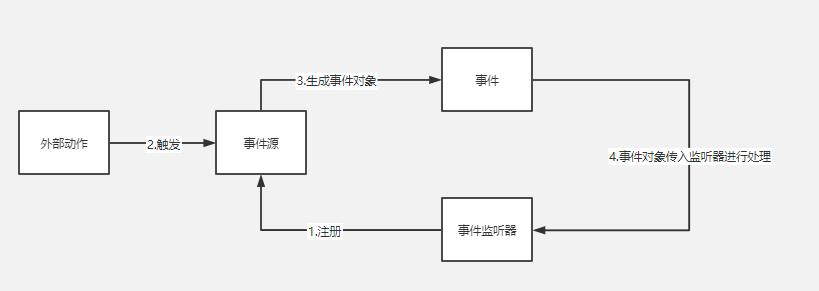 3.生成事件对象
事件
外部动作
2.触发
事件源
4.事件对象传入监听器进行处理
1.注册
事件监听器